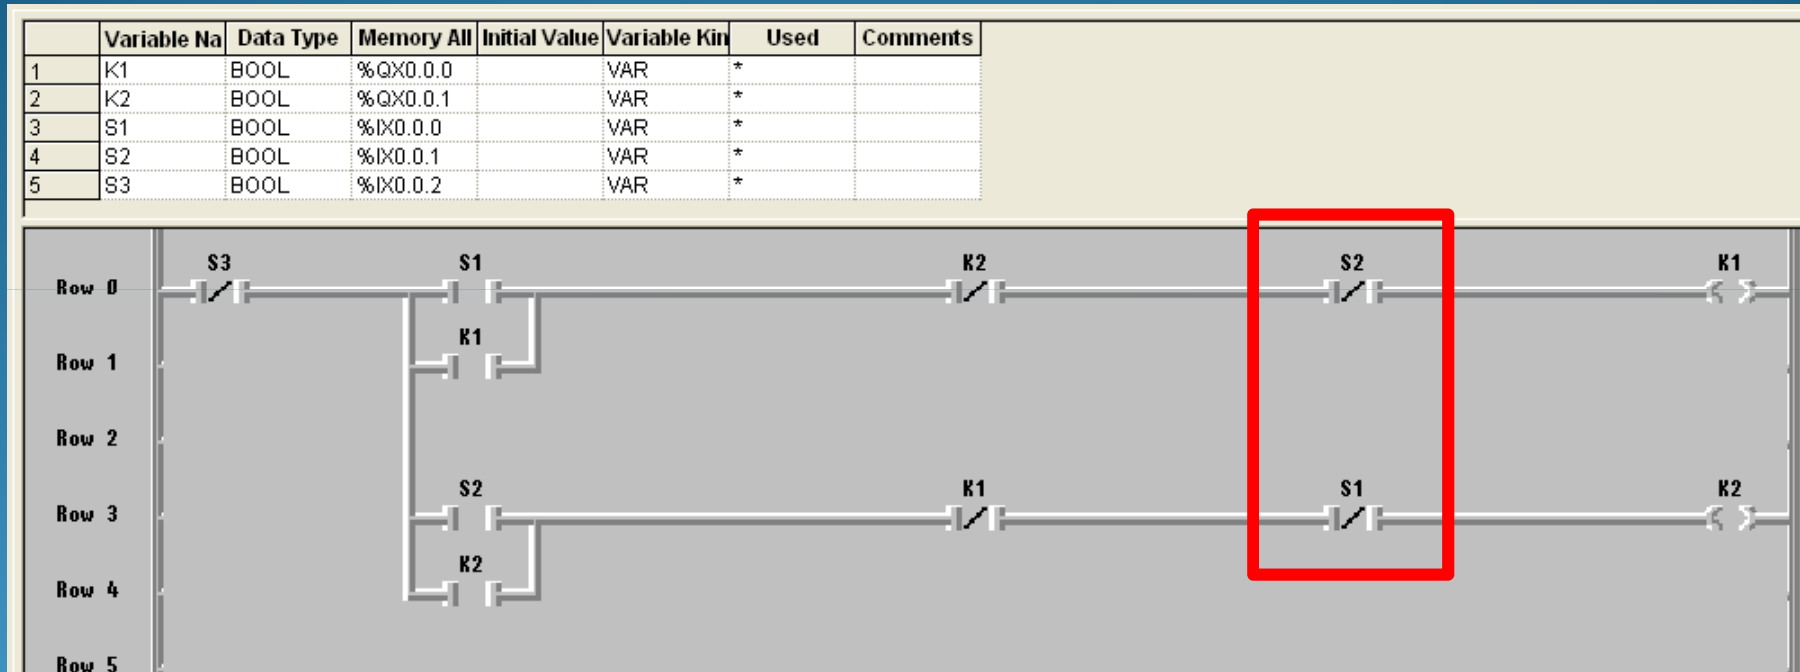 Variable Na Data Type Memory All Initial Value Variable Kin Used Comments
1 K1 BOOL %QX0.0.0 VAR *
2 K2 BOOL %QX0.0.1 VAR *
3 S1 BOOL %IX0.0.0 VAR *
4 S2 BOOL %IX0.0.1 VAR *
5 S3 BOOL %IX0.0.2 VAR *
S3 S1 K2 S2 K1
Row 0
K1
Row 1
Row 2
S2 K1 S1 K2
Row 3
K2
Row 4
Row 5